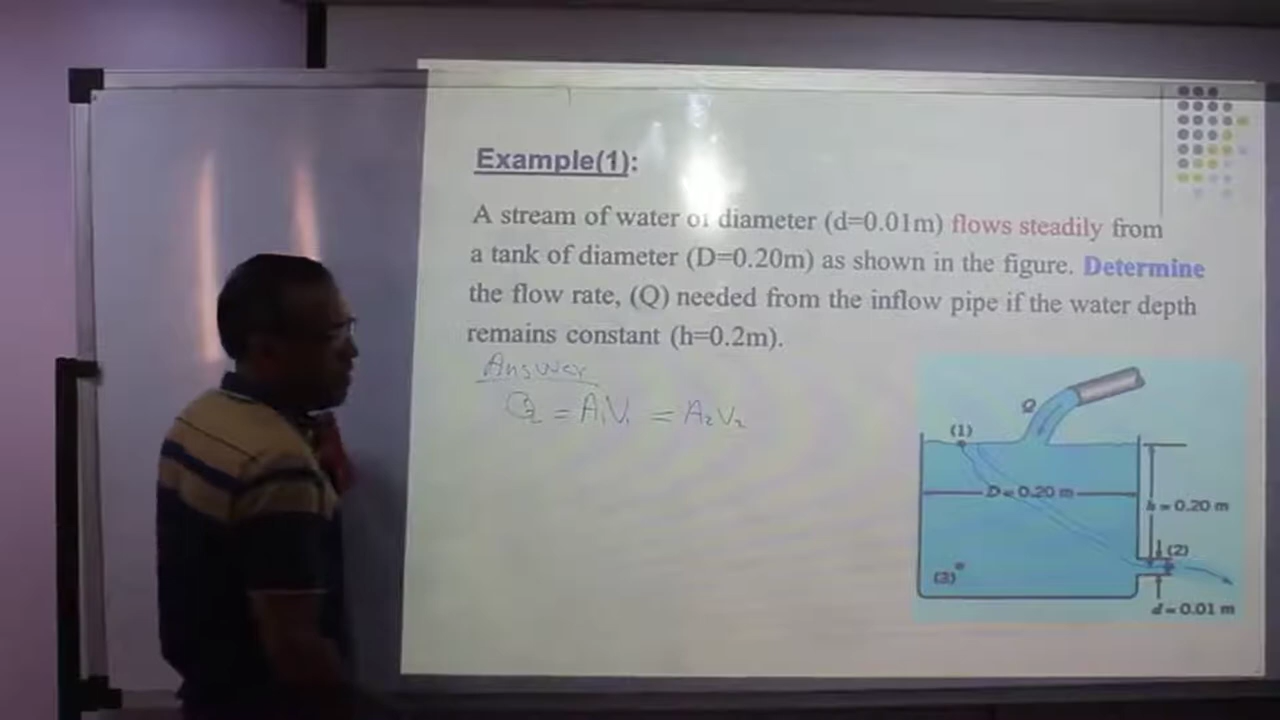 Example(1):
A stream of water of diameter (d=0.01m) flows steadily from
a tank of diameter (D=0.20m) as shown in the figure. Determine
the flow rate, (Q) needed from the inflow pipe if the water depth
remains constant (h=0.2m).
Answer
Q = A₁V₁ = A₂V₂
Q
(1)
D = 0.20 m
h = 0.20 m
(2)
(3)
d = 0.01 m